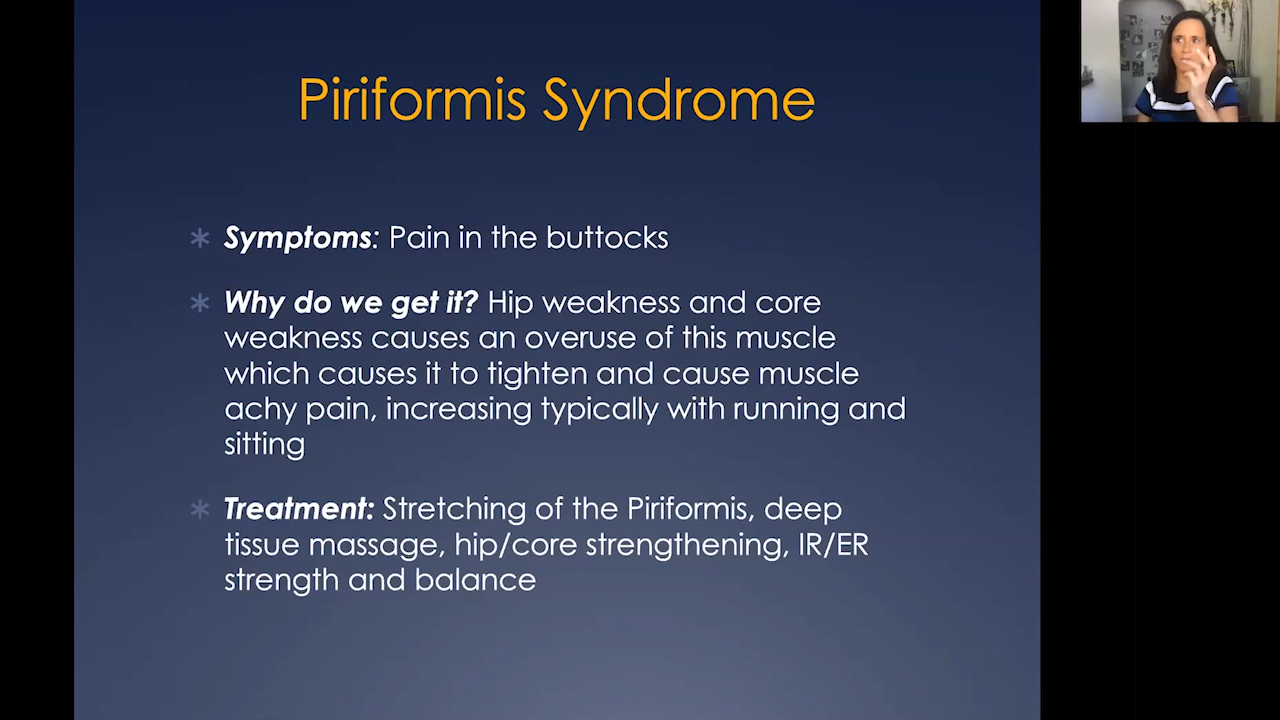 Piriformis Syndrome
* Symptoms: Pain in the buttocks
* Why do we get it? Hip weakness and core
weakness causes an overuse of this muscle
which causes it to tighten and cause muscle
achy pain, increasing typically with running and
sitting
* Treatment: Stretching of the Piriformis, deep
tissue massage, hip/core strengthening, IR/ER
strength and balance